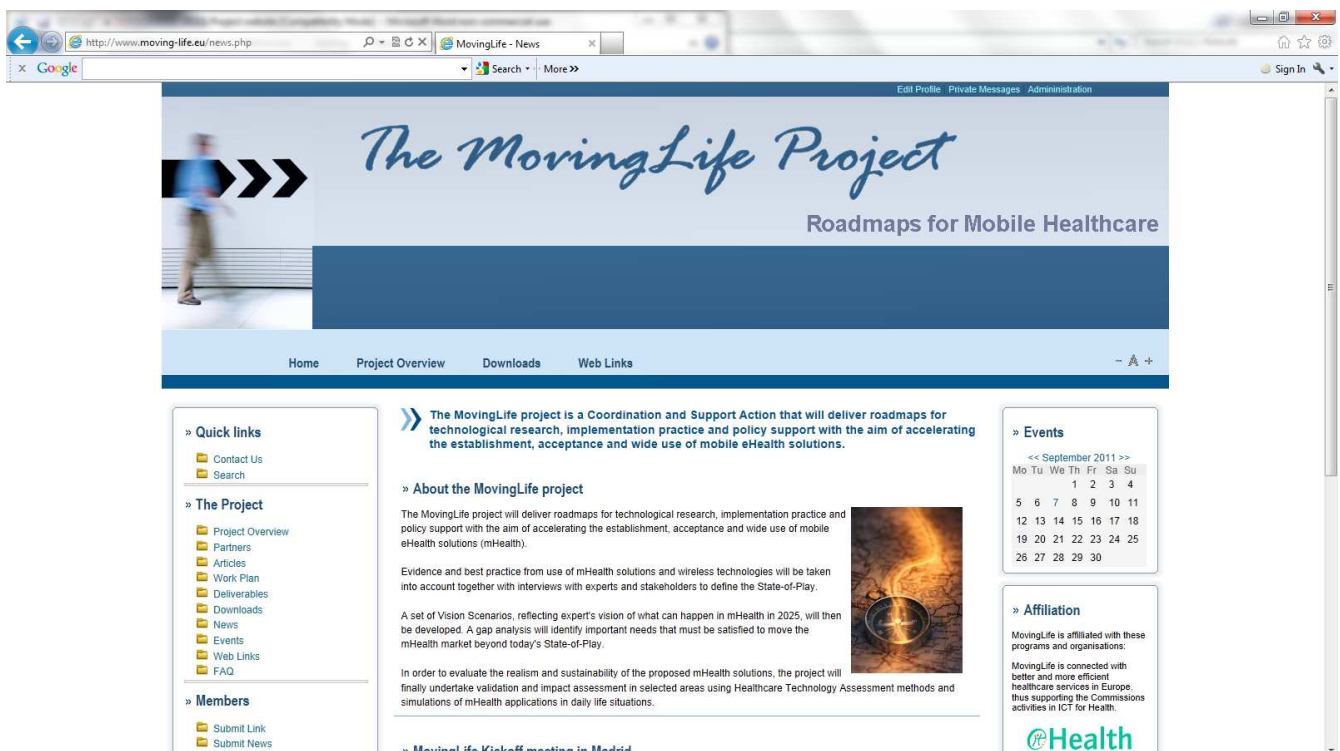 http://www.moving-life.eu/news.php
MovingLife - News
x Google
Search
More >>
Sign In
Edit Profile Private Messages Admininistration
The MovingLife Project
Roadmaps for Mobile Healthcare
Home Project Overview Downloads Web Links
- A +
» Quick links
Contact Us
Search
» The Project
Project Overview
Partners
Articles
Work Plan
Deliverables
Downloads
News
Events
Web Links
FAQ
» Members
Submit Link
Submit News
The MovingLife project is a Coordination and Support Action that will deliver roadmaps for
technological research, implementation practice and policy support with the aim of accelerating
the establishment, acceptance and wide use of mobile eHealth solutions.
» About the MovingLife project
The MovingLife project will deliver roadmaps for technological research, implementation practice and
policy support with the aim of accelerating the establishment, acceptance and wide use of mobile
eHealth solutions (mHealth).
Evidence and best practice from use of mHealth solutions and wireless technologies will be taken
into account together with interviews with experts and stakeholders to define the State-of-Play.
A set of Vision Scenarios, reflecting expert's vision of what can happen in mHealth in 2025, will then
be developed. A gap analysis will identify important needs that must be satisfied to move the
mHealth market beyond today's State-of-Play.
In order to evaluate the realism and sustainability of the proposed mHealth solutions, the project will
finally undertake validation and impact assessment in selected areas using Healthcare Technology Assessment methods and
simulations of mHealth applications in daily life situations.
» MovingLife Kickoff meeting in Madrid
» Events
<< September 2011 >>
Mo Tu We Th Fr Sa Su
1 2 3 4
5 6 7 8 9 10 11
12 13 14 15 16 17 18
19 20 21 22 23 24 25
26 27 28 29 30
» Affiliation
MovingLife is affiliated with these
programs and organisations:
MovingLife is connected with
better and more efficient
healthcare services in Europe,
thus supporting the Commissions
activities in ICT for Health.
Health